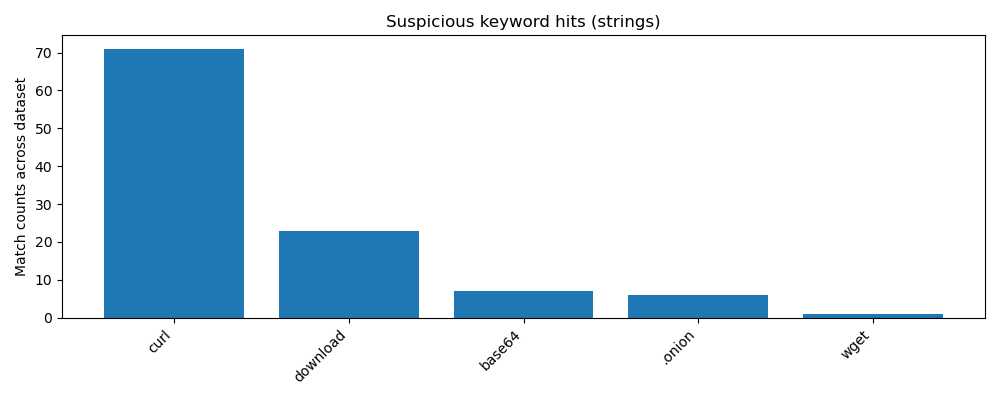 Suspicious keyword hits (strings)
Match counts across dataset
70
60
50
40
30
20
10
0
curl
download
base64
.onion
wget